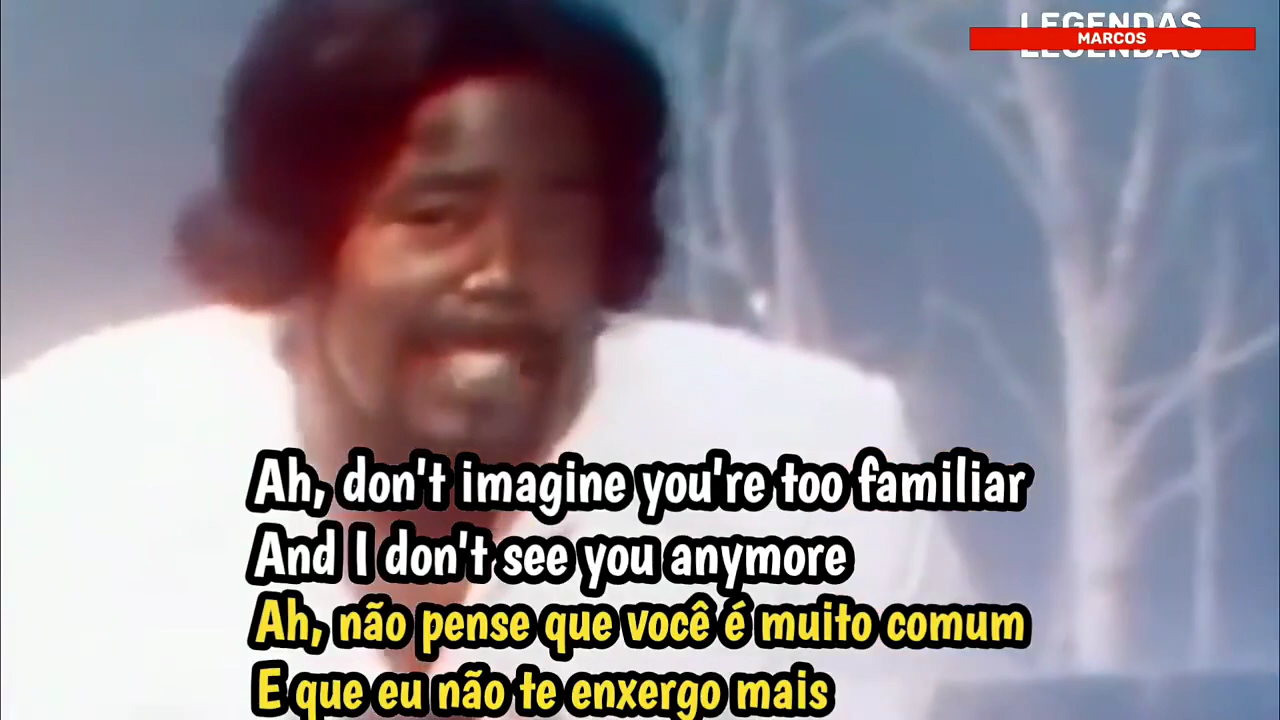 LEGENDAS
MARCOS
LEGENDAS
Ah, don't imagine you're too familiar
And I don't see you anymore
Ah, não pense que você é muito comum
E que eu não te enxergo mais